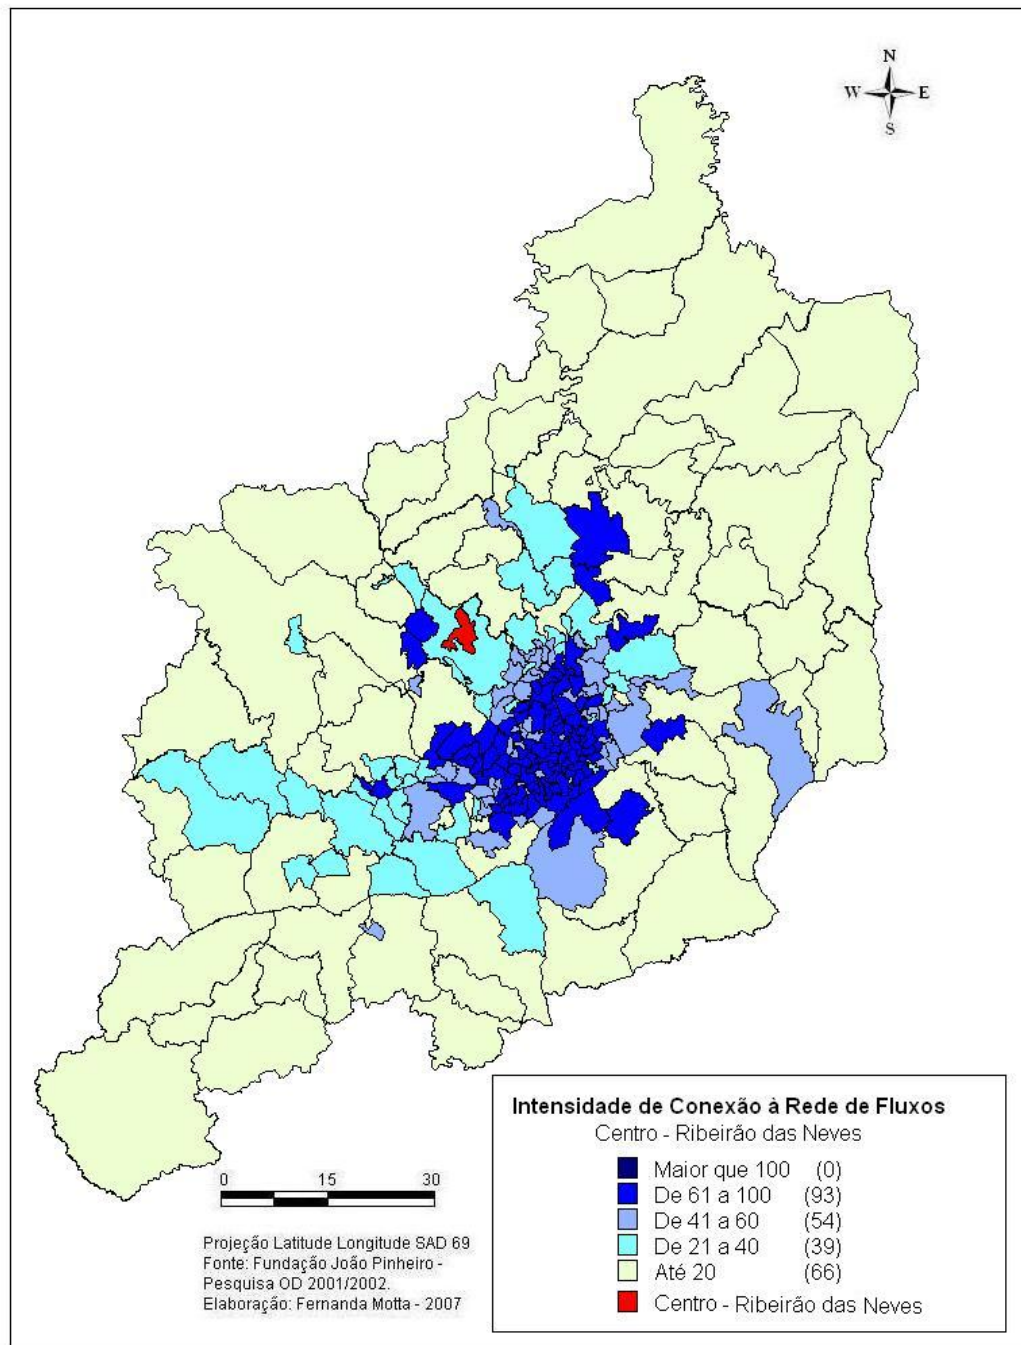 N
W E
S
Intensidade de Conexão à Rede de Fluxos
Centro - Ribeirão das Neves
Maior que 100 (0)
De 61 a 100 (93)
De 41 a 60 (54)
De 21 a 40 (39)
Até 20 (66)
Centro - Ribeirão das Neves
0 15 30
Projeção Latitude Longitude SAD 69
Fonte: Fundação João Pinheiro -
Pesquisa OD 2001/2002.
Elaboração: Fernanda Motta - 2007